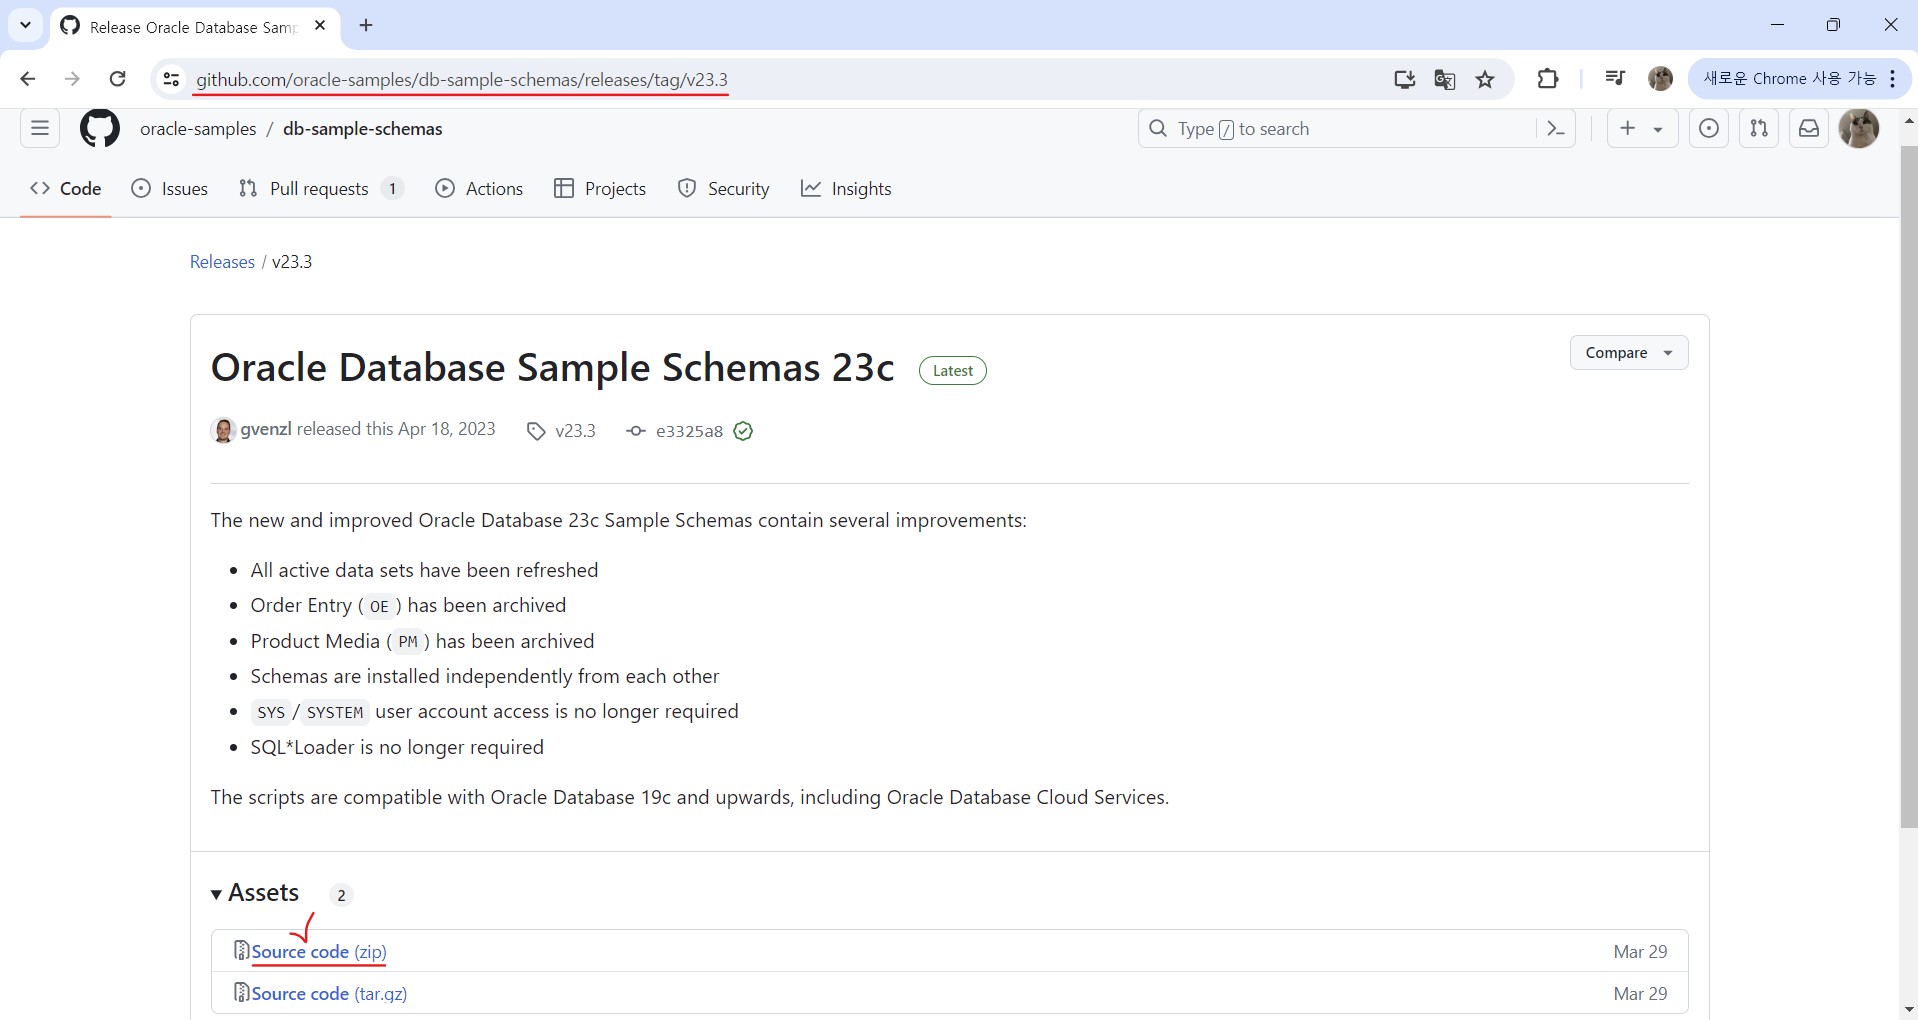 Release Oracle Database Samp
github.com/oracle-samples/db-sample-schemas/releases/tag/v23.3
새로운 Chrome 사용 가능
oracle-samples / db-sample-schemas
Type / to search
Code
Issues
Pull requests 1
Actions
Projects
Security
Insights
Releases / v23.3
Oracle Database Sample Schemas 23c Latest
Compare
gvenzl released this Apr 18, 2023 v23.3 e3325a8
The new and improved Oracle Database 23c Sample Schemas contain several improvements:
• All active data sets have been refreshed
• Order Entry ( OE ) has been archived
• Product Media ( PM ) has been archived
• Schemas are installed independently from each other
• SYS / SYSTEM user account access is no longer required
• SQL*Loader is no longer required
The scripts are compatible with Oracle Database 19c and upwards, including Oracle Database Cloud Services.
Assets 2
Source code (zip) Mar 29
Source code (tar.gz) Mar 29